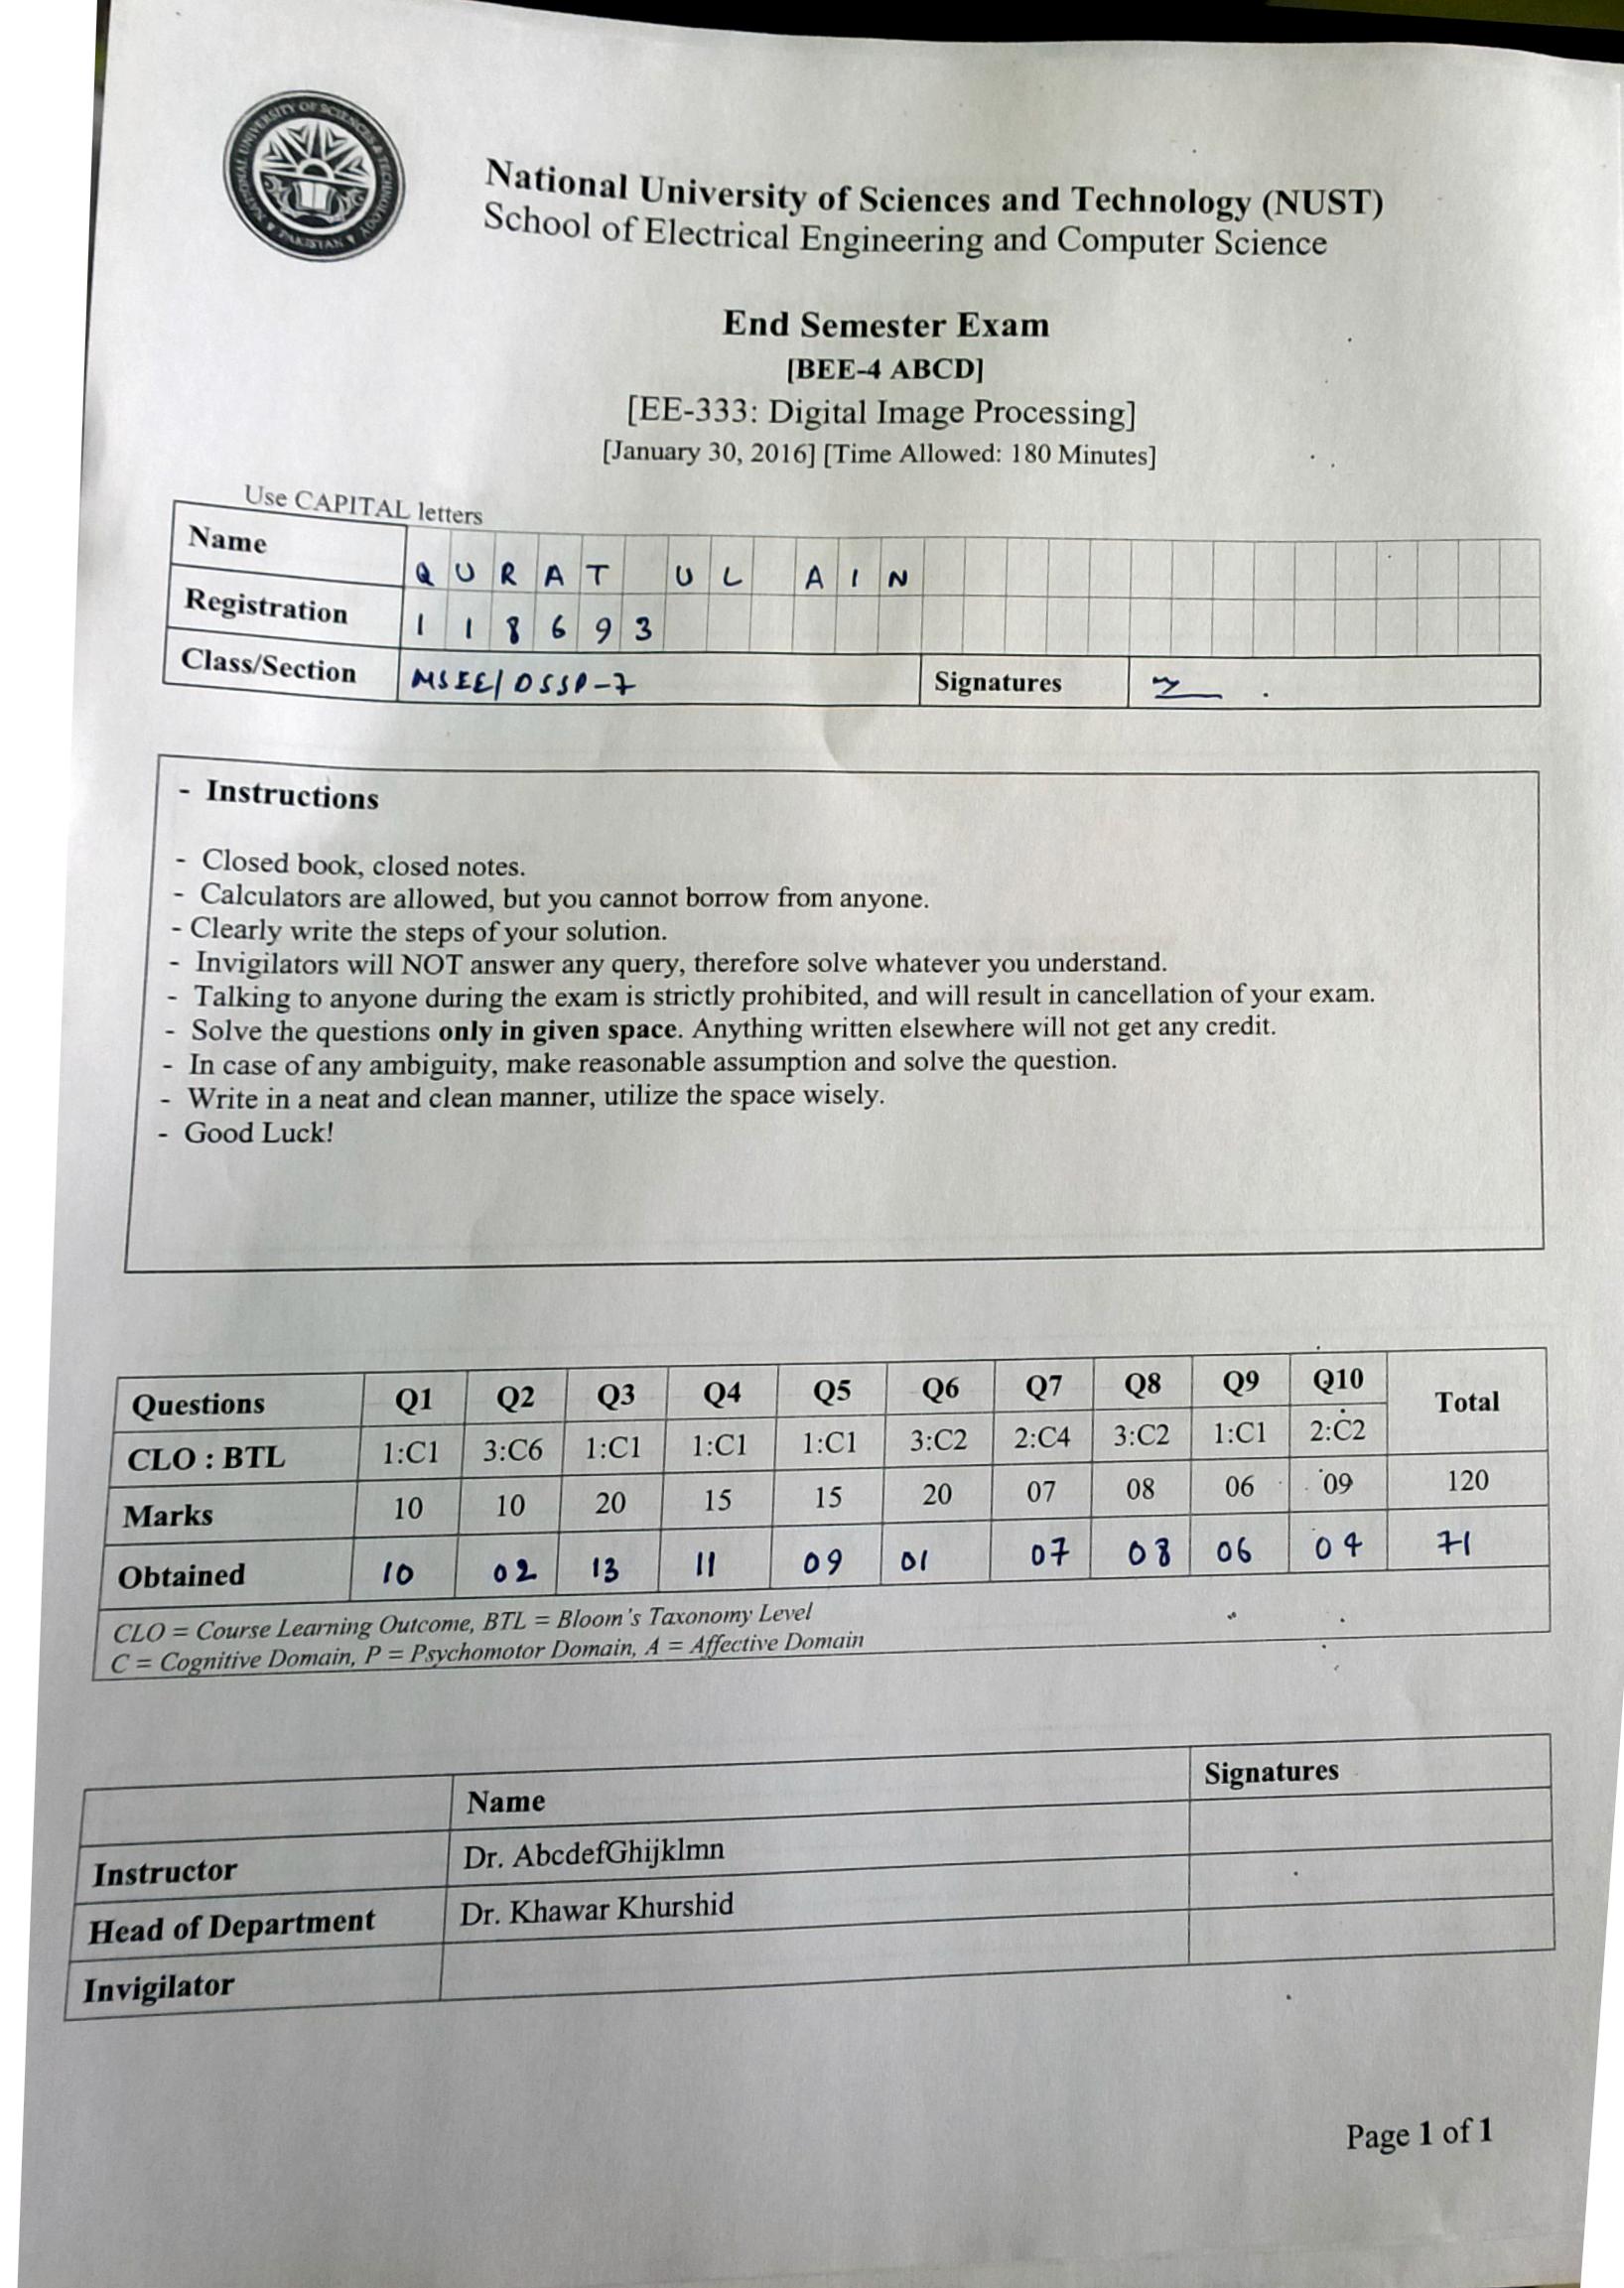 NATIONAL UNIVERSITY OF SCIENCES & TECHNOLOGY
PAKISTAN
National University of Sciences and Technology (NUST)
School of Electrical Engineering and Computer Science
End Semester Exam
[BEE-4 ABCD]
[EE-333: Digital Image Processing]
[January 30, 2016] [Time Allowed: 180 Minutes]
Use CAPITAL letters
Name QURAT UL AIN
Registration 118693
Class/Section MSEE/DSSP-7 Signatures
- Instructions
- Closed book, closed notes.
- Calculators are allowed, but you cannot borrow from anyone.
- Clearly write the steps of your solution.
- Invigilators will NOT answer any query, therefore solve whatever you understand.
- Talking to anyone during the exam is strictly prohibited, and will result in cancellation of your exam.
- Solve the questions only in given space. Anything written elsewhere will not get any credit.
- In case of any ambiguity, make reasonable assumption and solve the question.
- Write in a neat and clean manner, utilize the space wisely.
- Good Luck!
Questions Q1 Q2 Q3 Q4 Q5 Q6 Q7 Q8 Q9 Q10 Total
CLO : BTL 1:C1 3:C6 1:C1 1:C1 1:C1 3:C2 2:C4 3:C2 1:C1 2:C2
Marks 10 10 20 15 15 20 07 08 06 09 120
Obtained 10 02 13 11 09 01 07 08 06 04 71
CLO = Course Learning Outcome, BTL = Bloom's Taxonomy Level
C = Cognitive Domain, P = Psychomotor Domain, A = Affective Domain
Name Signatures
Instructor Dr. AbcdefGhijklmn
Head of Department Dr. Khawar Khurshid
Invigilator
Page 1 of 1